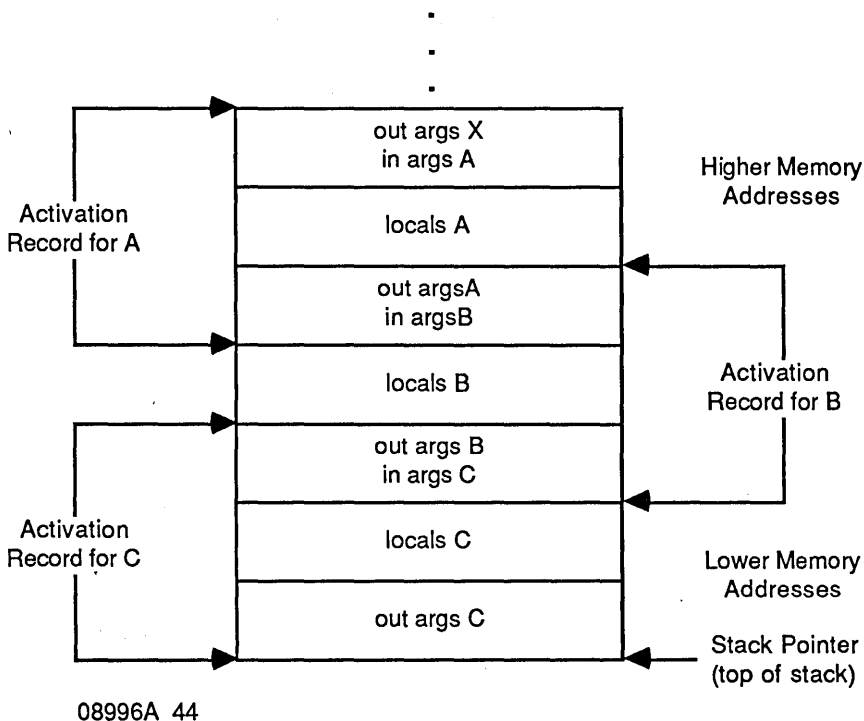 out args X
in args A
Higher Memory
Addresses
Activation
Record for A
locals A
out argsA
in argsB
locals B
Activation
Record for B
out args B
in args C
Activation
Record for C
locals C
Lower Memory
Addresses
out args C
Stack Pointer
(top of stack)
08996A 44